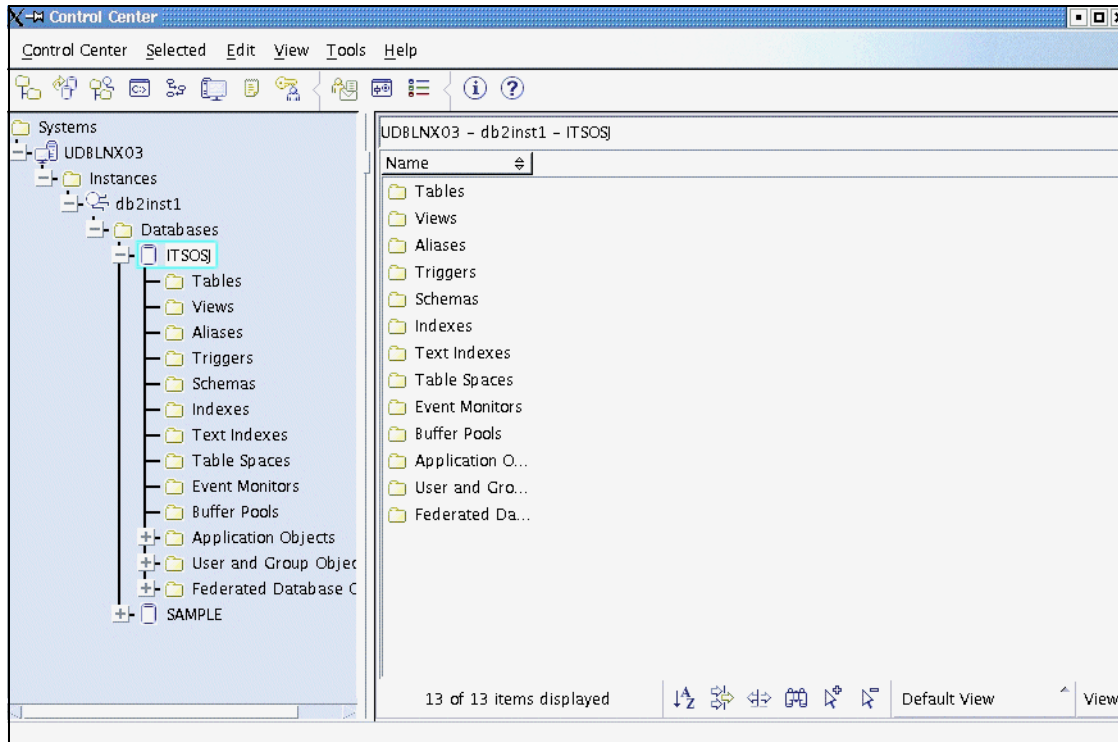 Control Center
Control Center Selected Edit View Tools Help
Systems
UDBLNX03
Instances
db2inst1
Databases
ITSOSJ
Tables
Views
Aliases
Triggers
Schemas
Indexes
Text Indexes
Table Spaces
Event Monitors
Buffer Pools
Application Objects
User and Group Objec
Federated Database C
SAMPLE
UDBLNX03 – db2inst1 – ITSOSJ
Name
Tables
Views
Aliases
Triggers
Schemas
Indexes
Text Indexes
Table Spaces
Event Monitors
Buffer Pools
Application O...
User and Gro...
Federated Da...
13 of 13 items displayed
Default View
View